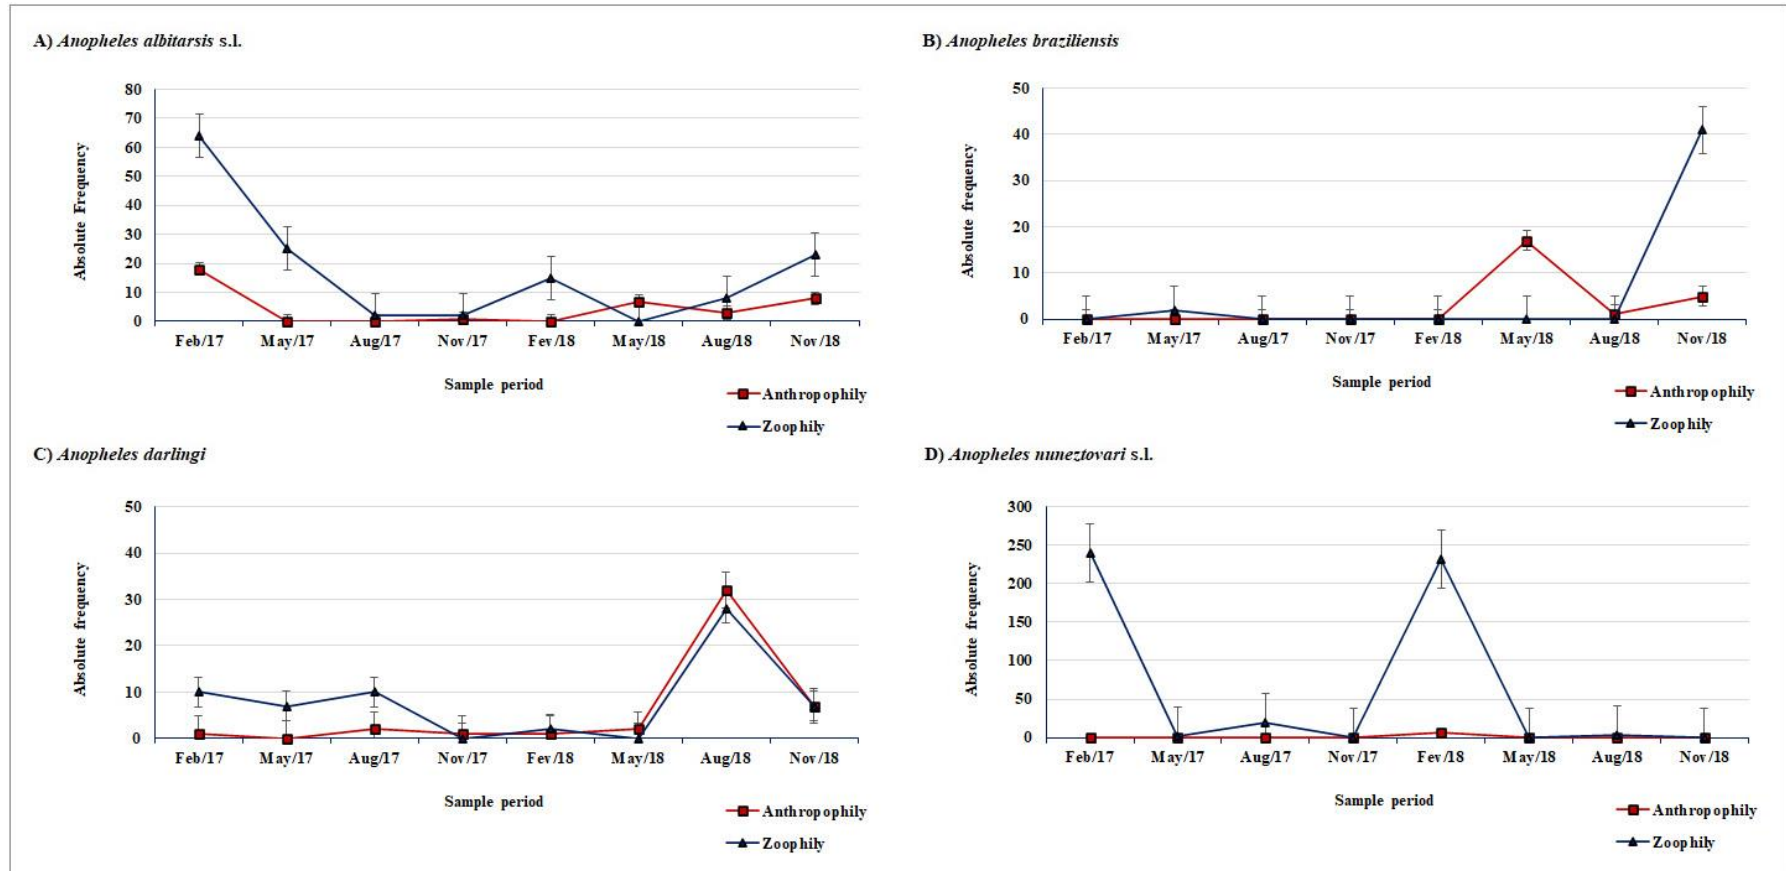 A) Anopheles albitarsis s.l.
80
70
60
50
40
30
20
10
0
Absolute Frequency
Feb/17 May/17 Aug/17 Nov/17 Fev/18 May/18 Aug/18 Nov/18
Sample period
Anthropophily
Zoophily
B) Anopheles braziliensis
50
40
30
20
10
0
Absolute frequency
Feb/17 May/17 Aug/17 Nov/17 Fev/18 May/18 Aug/18 Nov/18
Sample period
Anthropophily
Zoophily
C) Anopheles darlingi
50
40
30
20
10
0
Absolute frequency
Feb/17 May/17 Aug/17 Nov/17 Fev/18 May/18 Aug/18 Nov/18
Sample period
Anthropophily
Zoophily
D) Anopheles nuneztovari s.l.
300
250
200
150
100
50
0
Absolute frequency
Feb/17 May/17 Aug/17 Nov/17 Fev/18 May/18 Aug/18 Nov/18
Sample period
Anthropophily
Zoophily